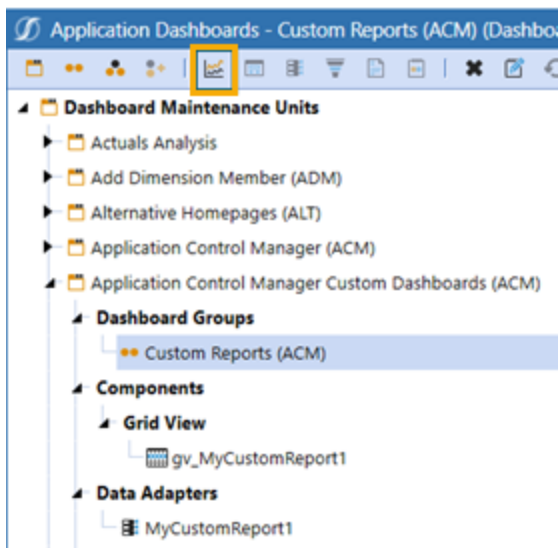 Application Dashboards - Custom Reports (ACM) (Dashboa
Dashboard Maintenance Units
Actuals Analysis
Add Dimension Member (ADM)
Alternative Homepages (ALT)
Application Control Manager (ACM)
Application Control Manager Custom Dashboards (ACM)
Dashboard Groups
Custom Reports (ACM)
Components
Grid View
gv_MyCustomReport1
Data Adapters
MyCustomReport1